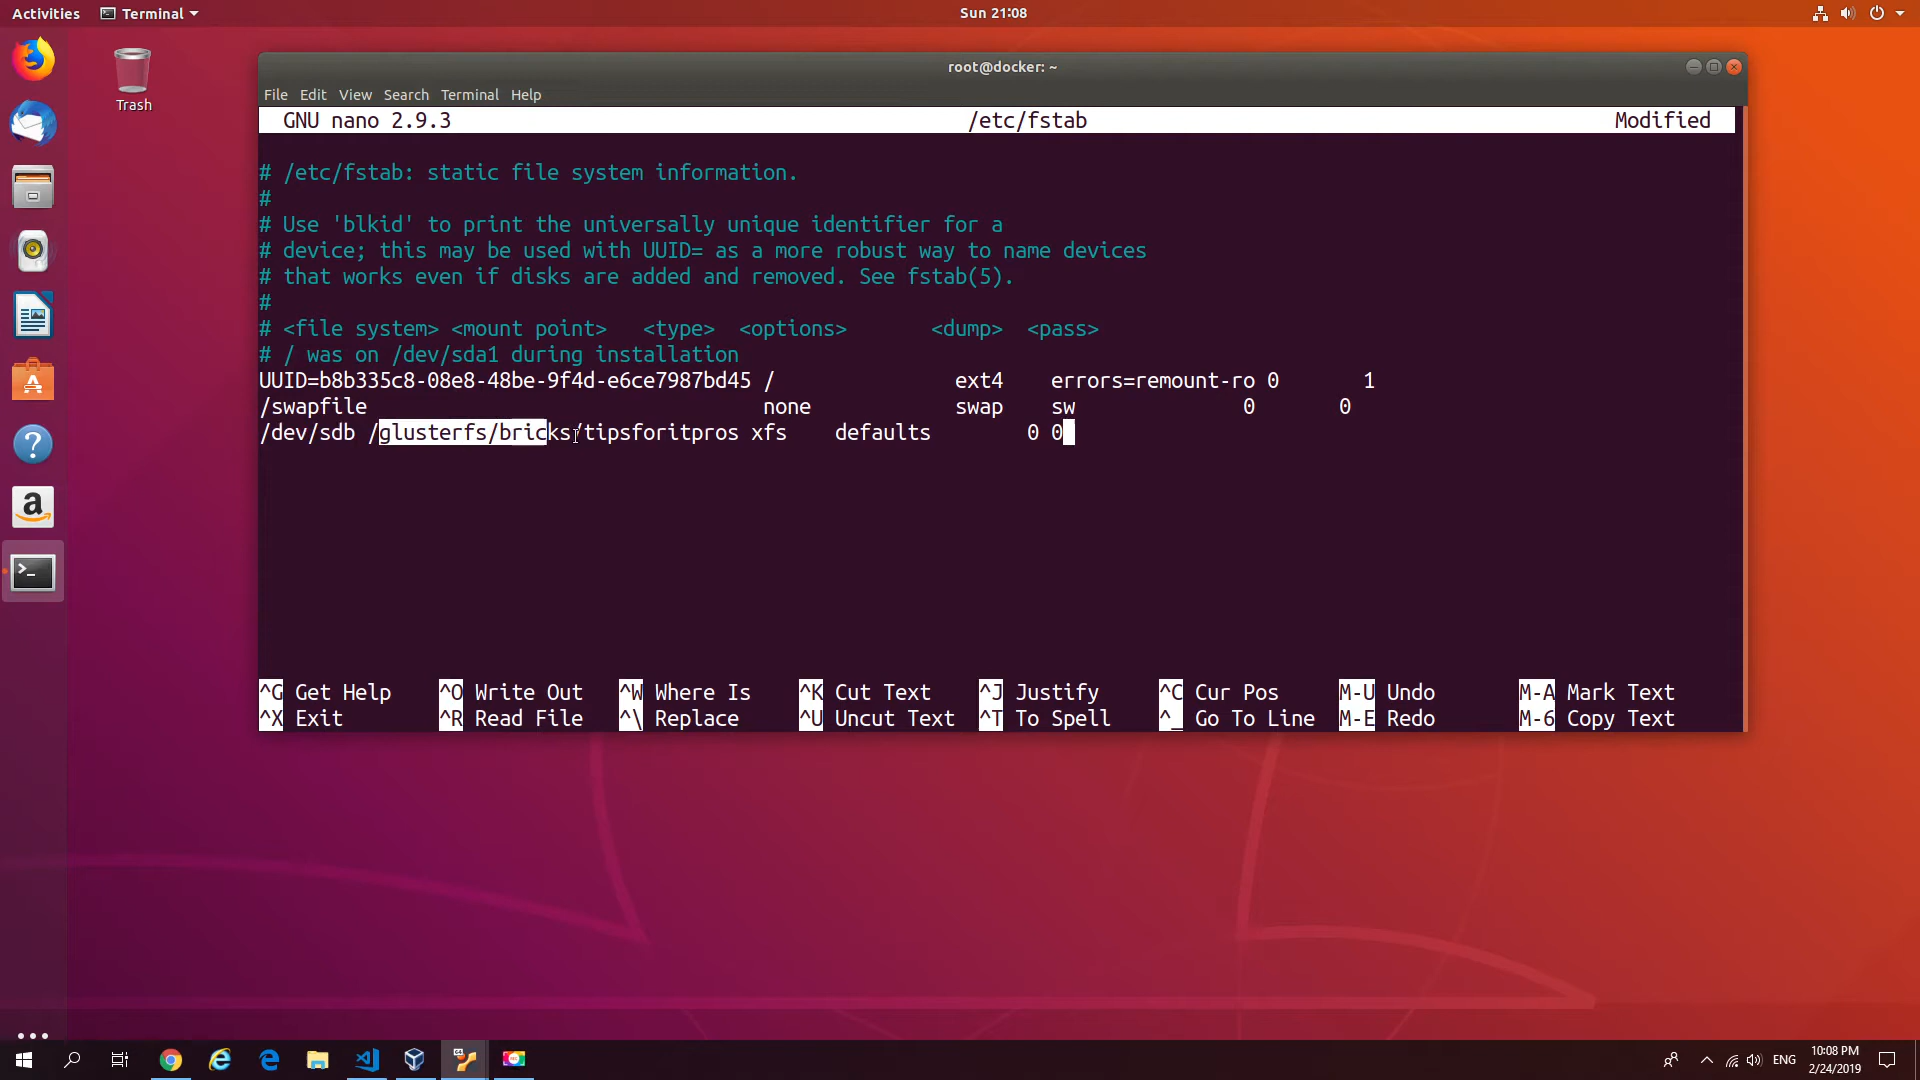 Activities Terminal Sun 21:08
Trash
root@docker: ~
File Edit View Search Terminal Help
GNU nano 2.9.3 /etc/fstab Modified
# /etc/fstab: static file system information.
#
# Use 'blkid' to print the universally unique identifier for a
# device; this may be used with UUID= as a more robust way to name devices
# that works even if disks are added and removed. See fstab(5).
#
# <file system> <mount point>   <type>  <options>       <dump>  <pass>
# / was on /dev/sda1 during installation
UUID=b8b335c8-08e8-48be-9f4d-e6ce7987bd45 /               ext4    errors=remount-ro 0       1
/swapfile                                 none            swap    sw              0       0
/dev/sdb /glusterfs/bricks/tipsforitpros xfs    defaults        0 0
^G Get Help ^O Write Out ^W Where Is ^K Cut Text ^J Justify ^C Cur Pos M-U Undo M-A Mark Text
^X Exit ^R Read File ^\ Replace ^U Uncut Text ^T To Spell ^_ Go To Line M-E Redo M-6 Copy Text
ENG 10:08 PM
2/24/2019